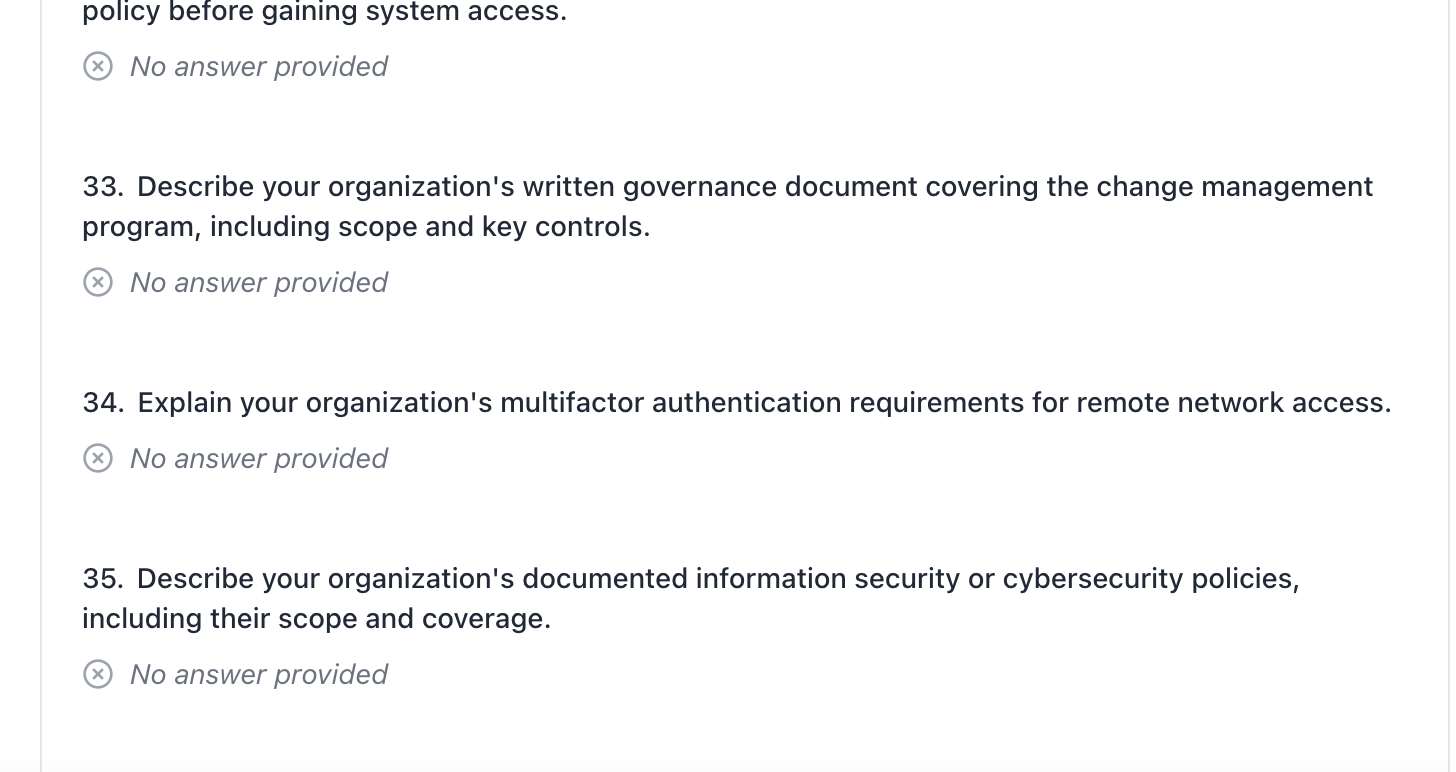 policy before gaining system access.
No answer provided
33. Describe your organization's written governance document covering the change management
program, including scope and key controls.
No answer provided
34. Explain your organization's multifactor authentication requirements for remote network access.
No answer provided
35. Describe your organization's documented information security or cybersecurity policies,
including their scope and coverage.
No answer provided